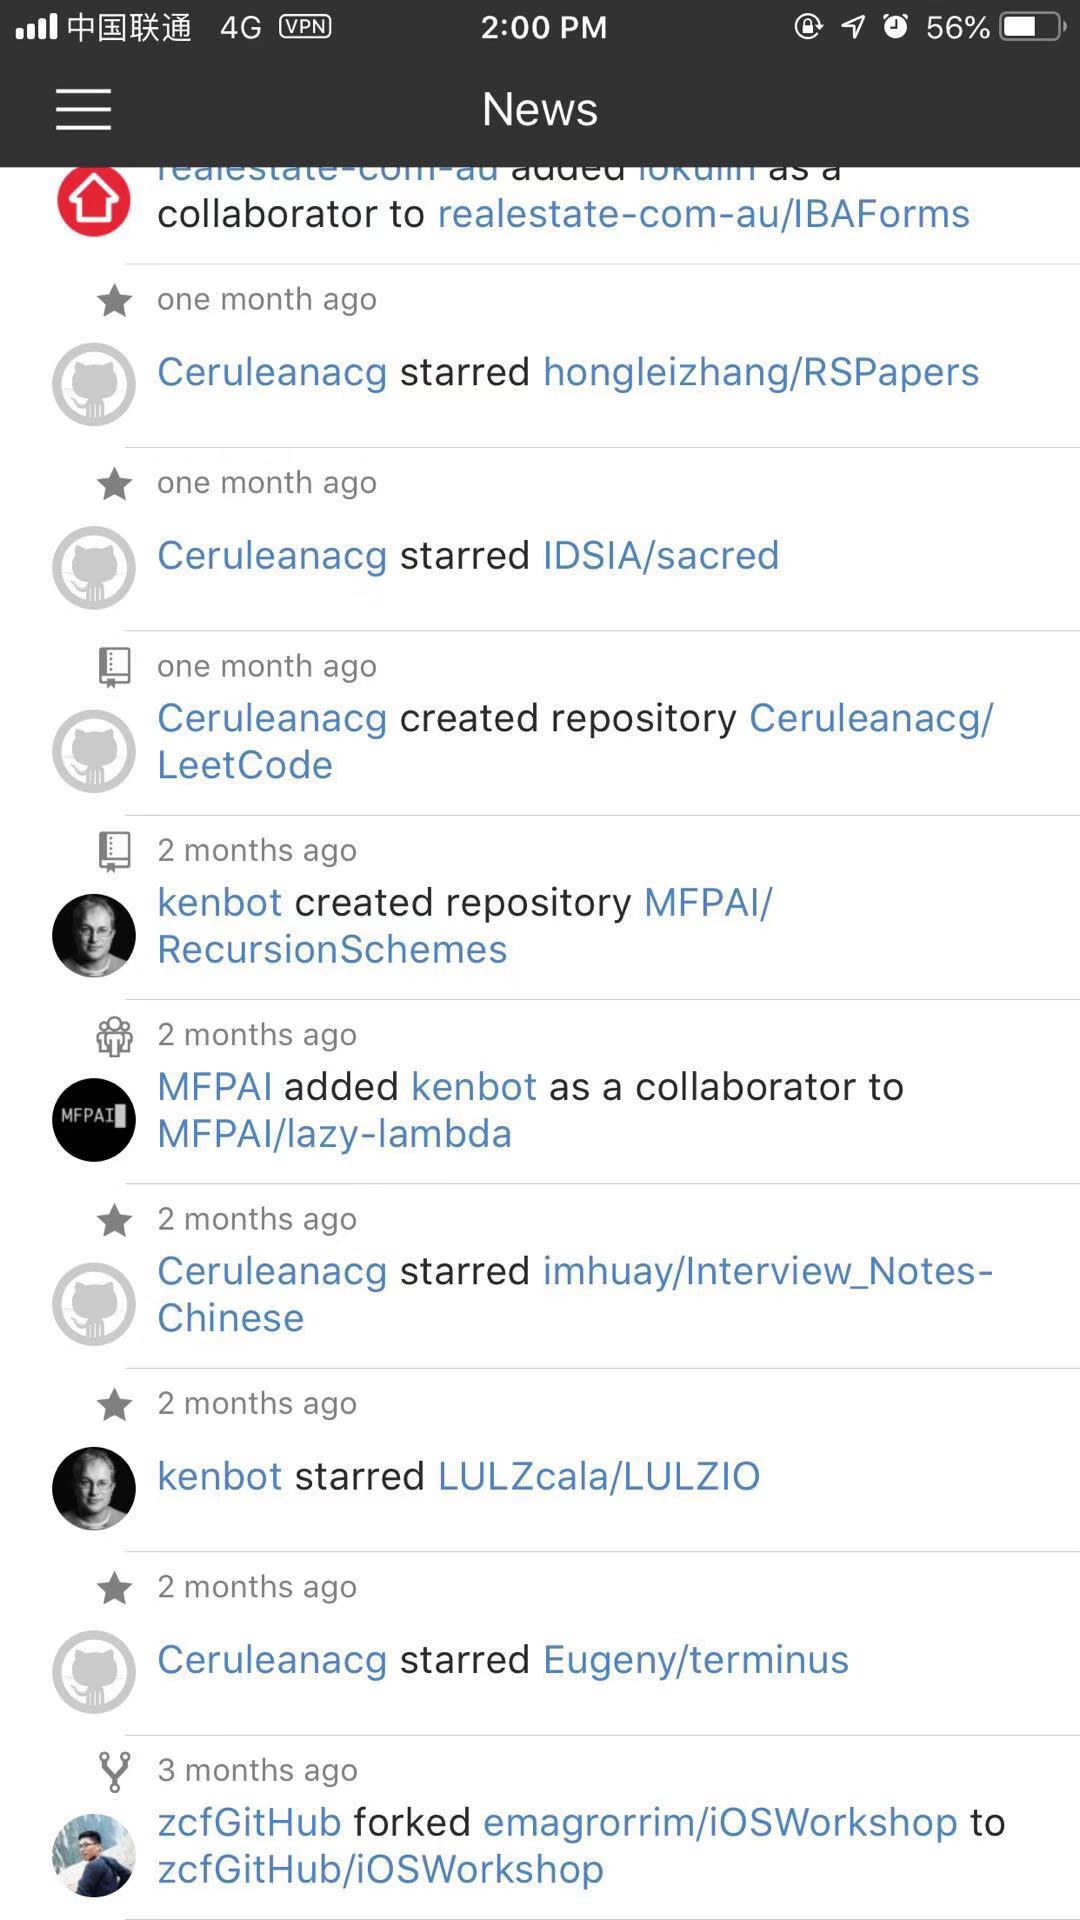 中国联通 4G VPN 2:00 PM 56%
News
realestate-com-au added lokulin as a
collaborator to realestate-com-au/IBAForms
one month ago
Ceruleanacg starred hongleizhang/RSPapers
one month ago
Ceruleanacg starred IDSIA/sacred
one month ago
Ceruleanacg created repository Ceruleanacg/
LeetCode
2 months ago
kenbot created repository MFPAI/
RecursionSchemes
2 months ago
MFPAI
MFPAI added kenbot as a collaborator to
MFPAI/lazy-lambda
2 months ago
Ceruleanacg starred imhuay/Interview_Notes-
Chinese
2 months ago
kenbot starred LULZcala/LULZIO
2 months ago
Ceruleanacg starred Eugeny/terminus
3 months ago
zcfGitHub forked emagrorrim/iOSWorkshop to
zcfGitHub/iOSWorkshop